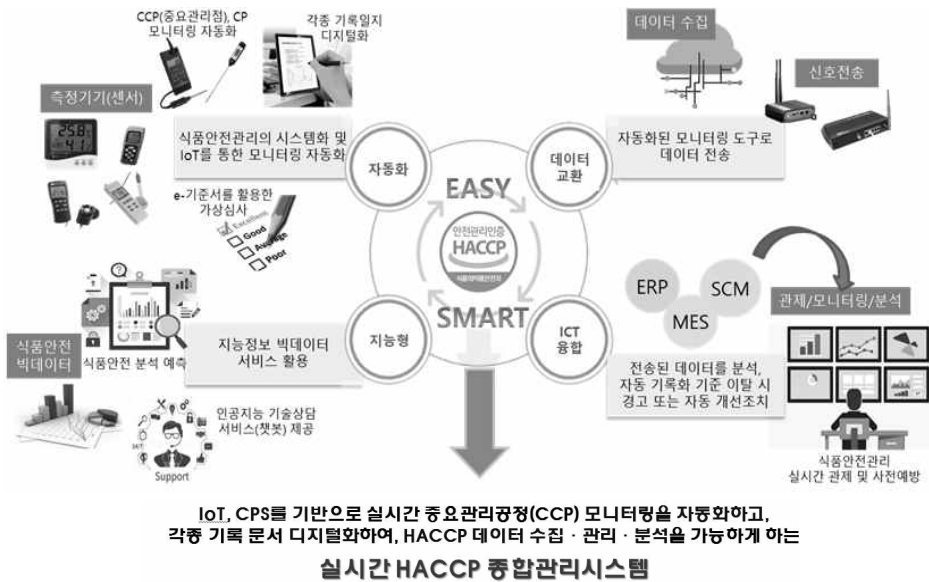 CCP(중요관리점), CP
모니터링 자동화
각종 기록일지
디지털화
측정기기(센서)
25.8
41
식품안전관리의 시스템화 및
IoT를 통한 모니터링 자동화
자동화
데이터 수집
신호전송
데이터
교환
자동화된 모니터링 도구로
데이터 전송
e-기준서를 활용한
가상심사
Excellent
Good
Average
Poor
EASY
안전관리인증
HACCP
식품의약품안전처
SMART
식품안전
빅데이터
식품안전 분석 예측
지능정보 빅데이터
서비스 활용
지능형
인공지능 기술상담
서비스(챗봇) 제공
Support
ICT
융합
ERP
SCM
MES
관제/모니터링/분석
전송된 데이터를 분석,
자동 기록화 기준 이탈 시
경고 또는 자동 개선조치
식품안전관리
실시간 관제 및 사전예방
IoT, CPS를 기반으로 실시간 중요관리공정(CCP) 모니터링을 자동화하고,
각종 기록 문서 디지털화하여, HACCP 데이터 수집 · 관리 · 분석을 가능하게 하는
실시간 HACCP 종합관리시스템